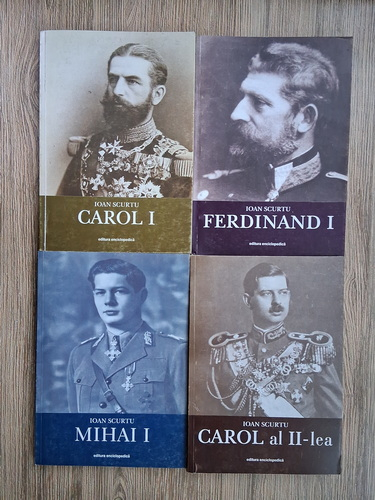 IOAN SCURTU
CAROL I
editura enciclopedică
IOAN SCURTU
FERDINAND I
editura enciclopedică
IOAN SCURTU
MIHAI I
editura enciclopedică
IOAN SCURTU
CAROL al II-lea
editura enciclopedică